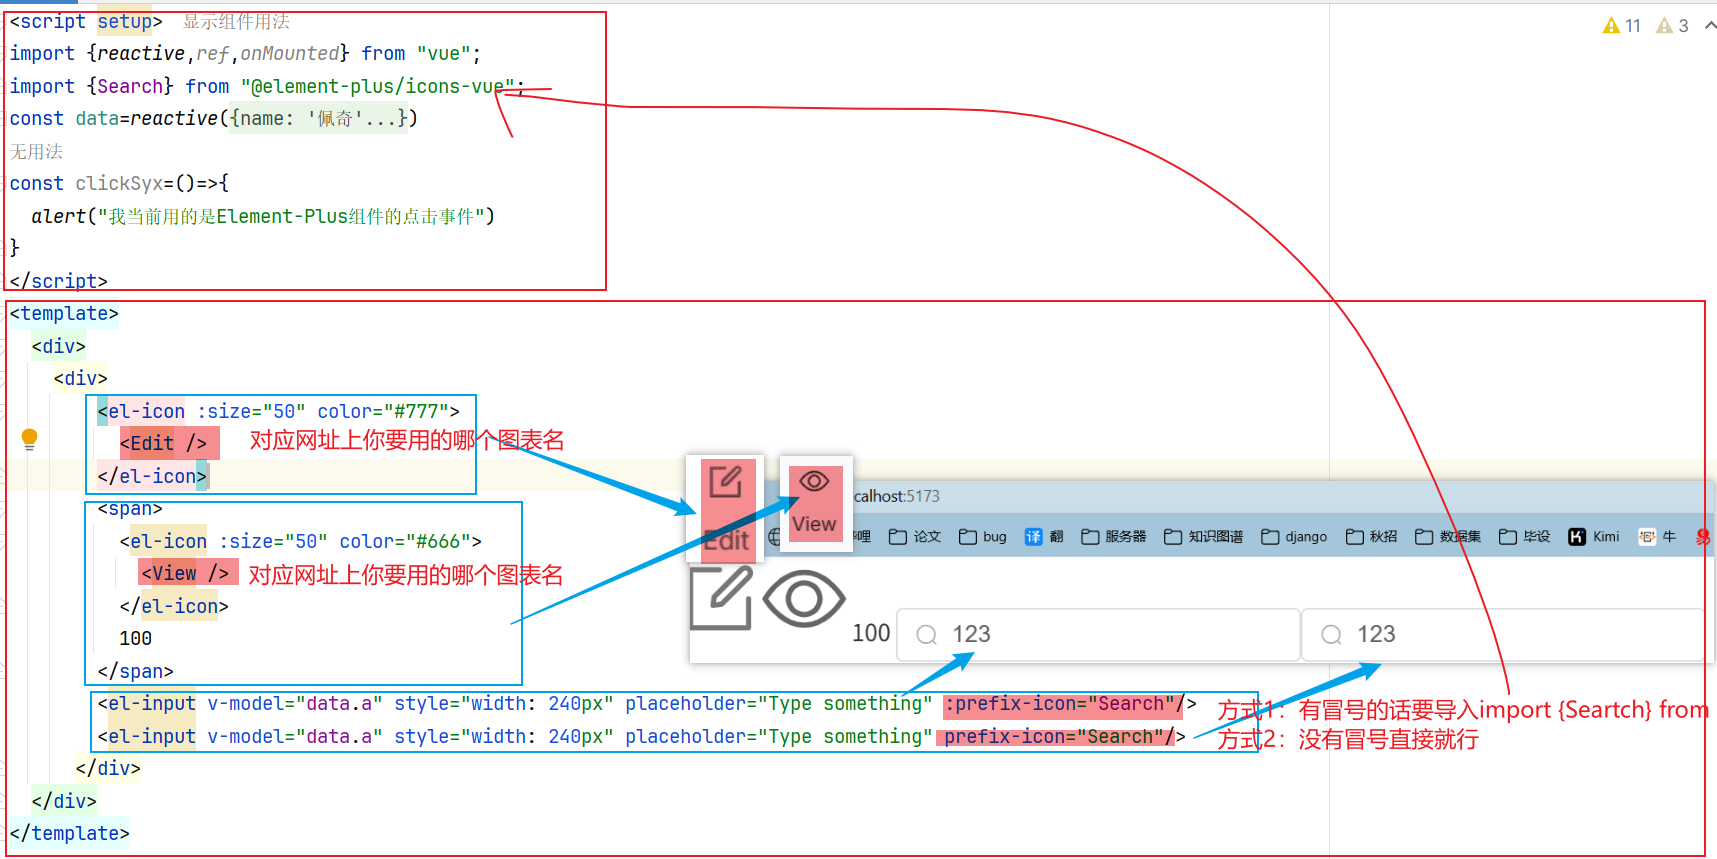 <script setup> 显示组件用法
import {reactive,ref,onMounted} from "vue";
import {Search} from "@element-plus/icons-vue";
const data=reactive({name: '佩奇'...})
无用法
const clickSyx=()=>{
alert("我当前用的是Element-Plus组件的点击事件")
}
</script>
11 3
<template>
<div>
<div>
<el-icon :size="50" color="#777">
<Edit /> 对应网址上你要用的哪个图表名
</el-icon>
<span>
<el-icon :size="50" color="#666">
<View /> 对应网址上你要用的哪个图表名
</el-icon>
100
</span>
Edit
View
calhost:5173
哩 论文 bug 译 翻 服务器 知识图谱 django 秋招 数据集 毕设 Kimi 牛
100 123 123
<el-input v-model="data.a" style="width: 240px" placeholder="Type something" :prefix-icon="Search"/> 方式1：有冒号的话要导入import {Seartch} from
<el-input v-model="data.a" style="width: 240px" placeholder="Type something" prefix-icon="Search"/> 方式2：没有冒号直接就行
</div>
</div>
</template>